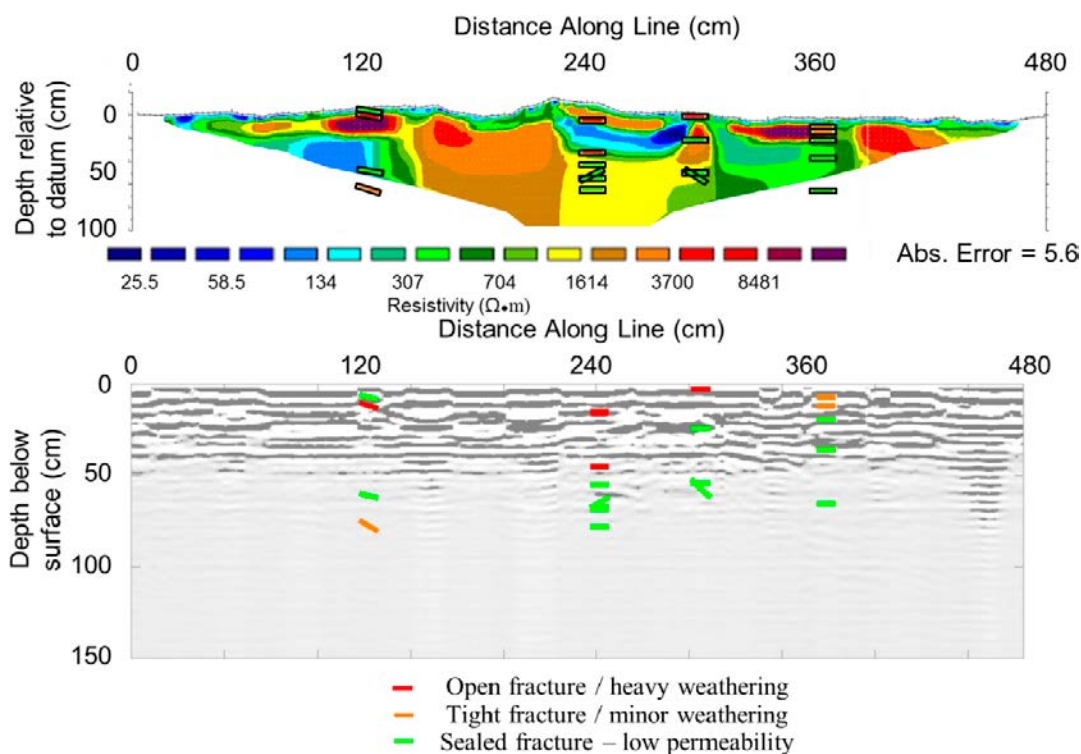 Distance Along Line (cm)
0 120 240 360 480
Depth relative
to datum (cm)
0
50
100
25.5 58.5 134 307 704 1614 3700 8481
Abs. Error = 5.6
Resistivity (Ω•m)
Distance Along Line (cm)
0 120 240 360 480
Depth below
surface (cm)
0
50
100
150
Open fracture / heavy weathering
Tight fracture / minor weathering
Sealed fracture – low permeability